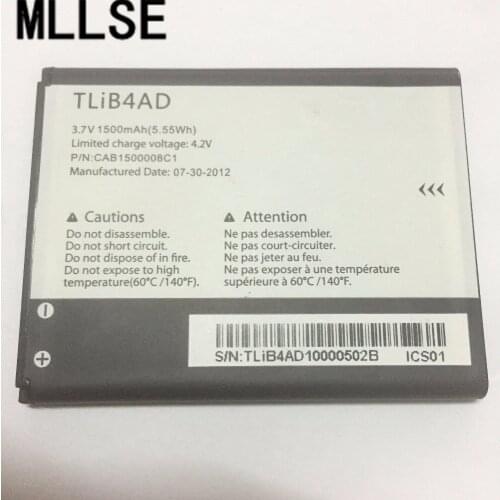 MLLSE
TLiB4AD
3.7V 1500mAh(5.55Wh)
Limited charge voltage: 4.2V
P/N:CAB1500008C1
Manufactured Date: 07-30-2012
Cautions
Do not disassembler.
Do not short circuit.
Do not dispose of in fire.
Do not expose to high
temperature(60°C /140°F).
Attention
Ne pas desassembler.
Ne pas court-circuiter.
Ne pas jeter au feu.
Ne pas exposer à une température
supérieure à 60°C /140°F.
S/N:TLiB4AD10000502B
ICS01